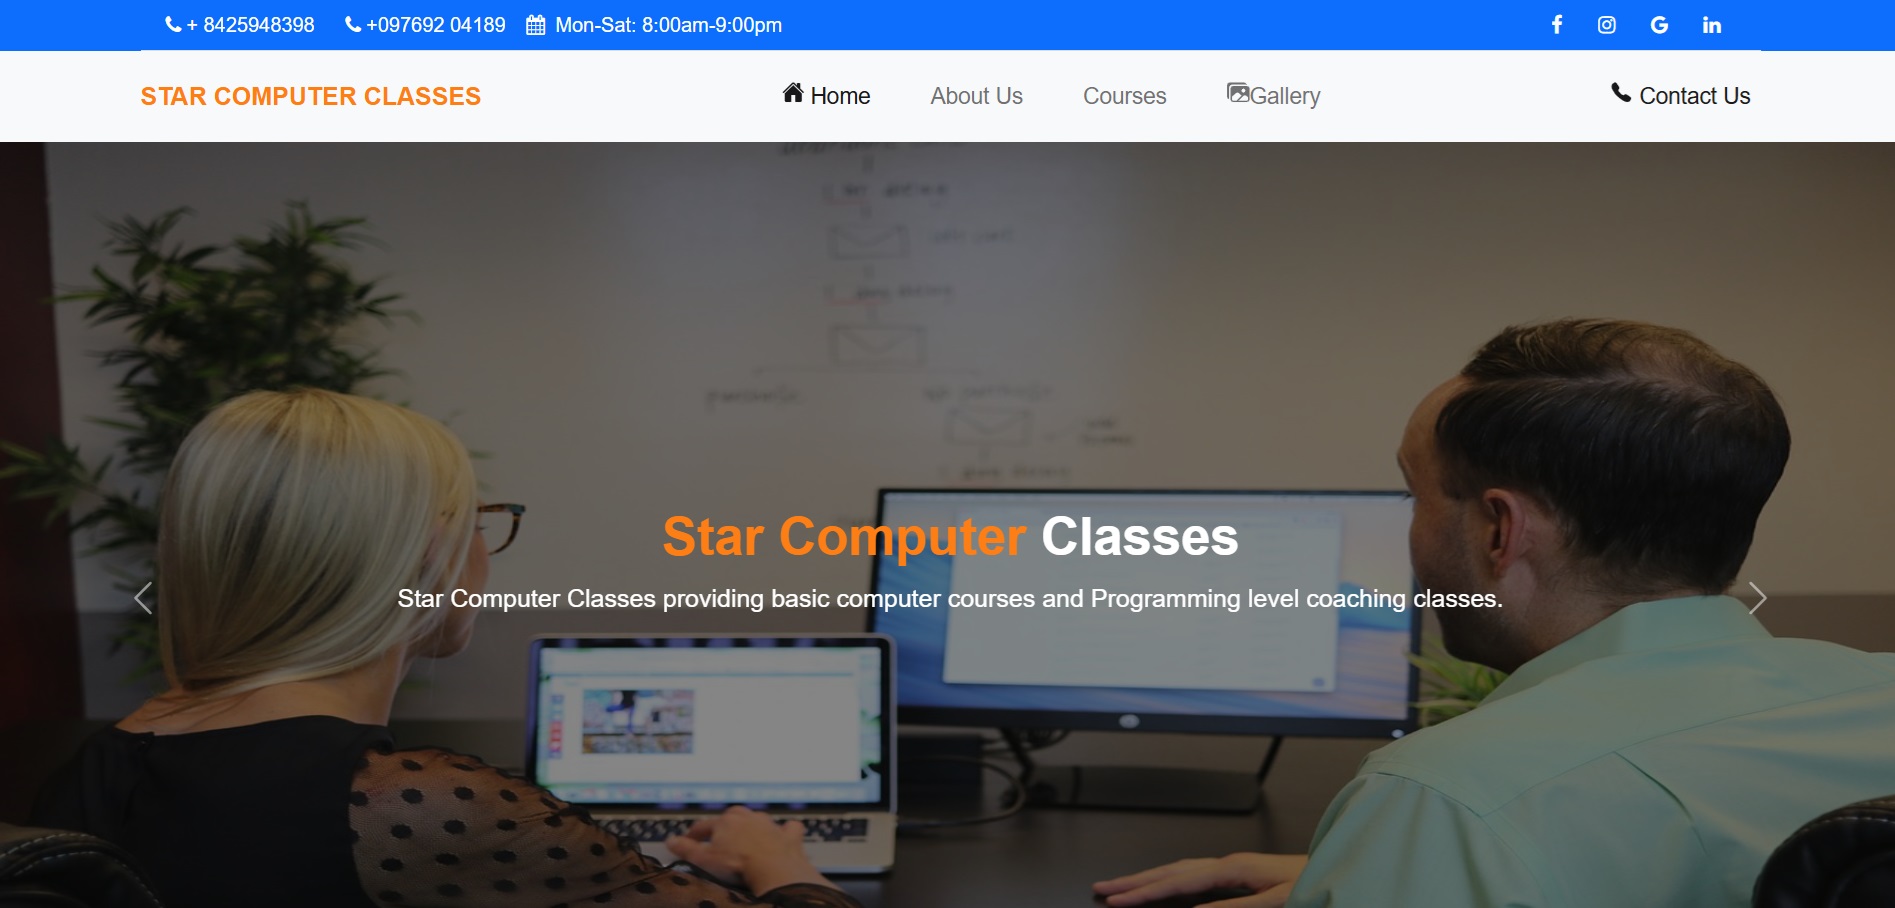 + 8425948398 +097692 04189 Mon-Sat: 8:00am-9:00pm
STAR COMPUTER CLASSES Home About Us Courses Gallery Contact Us
Star Computer Classes
Star Computer Classes providing basic computer courses and Programming level coaching classes.